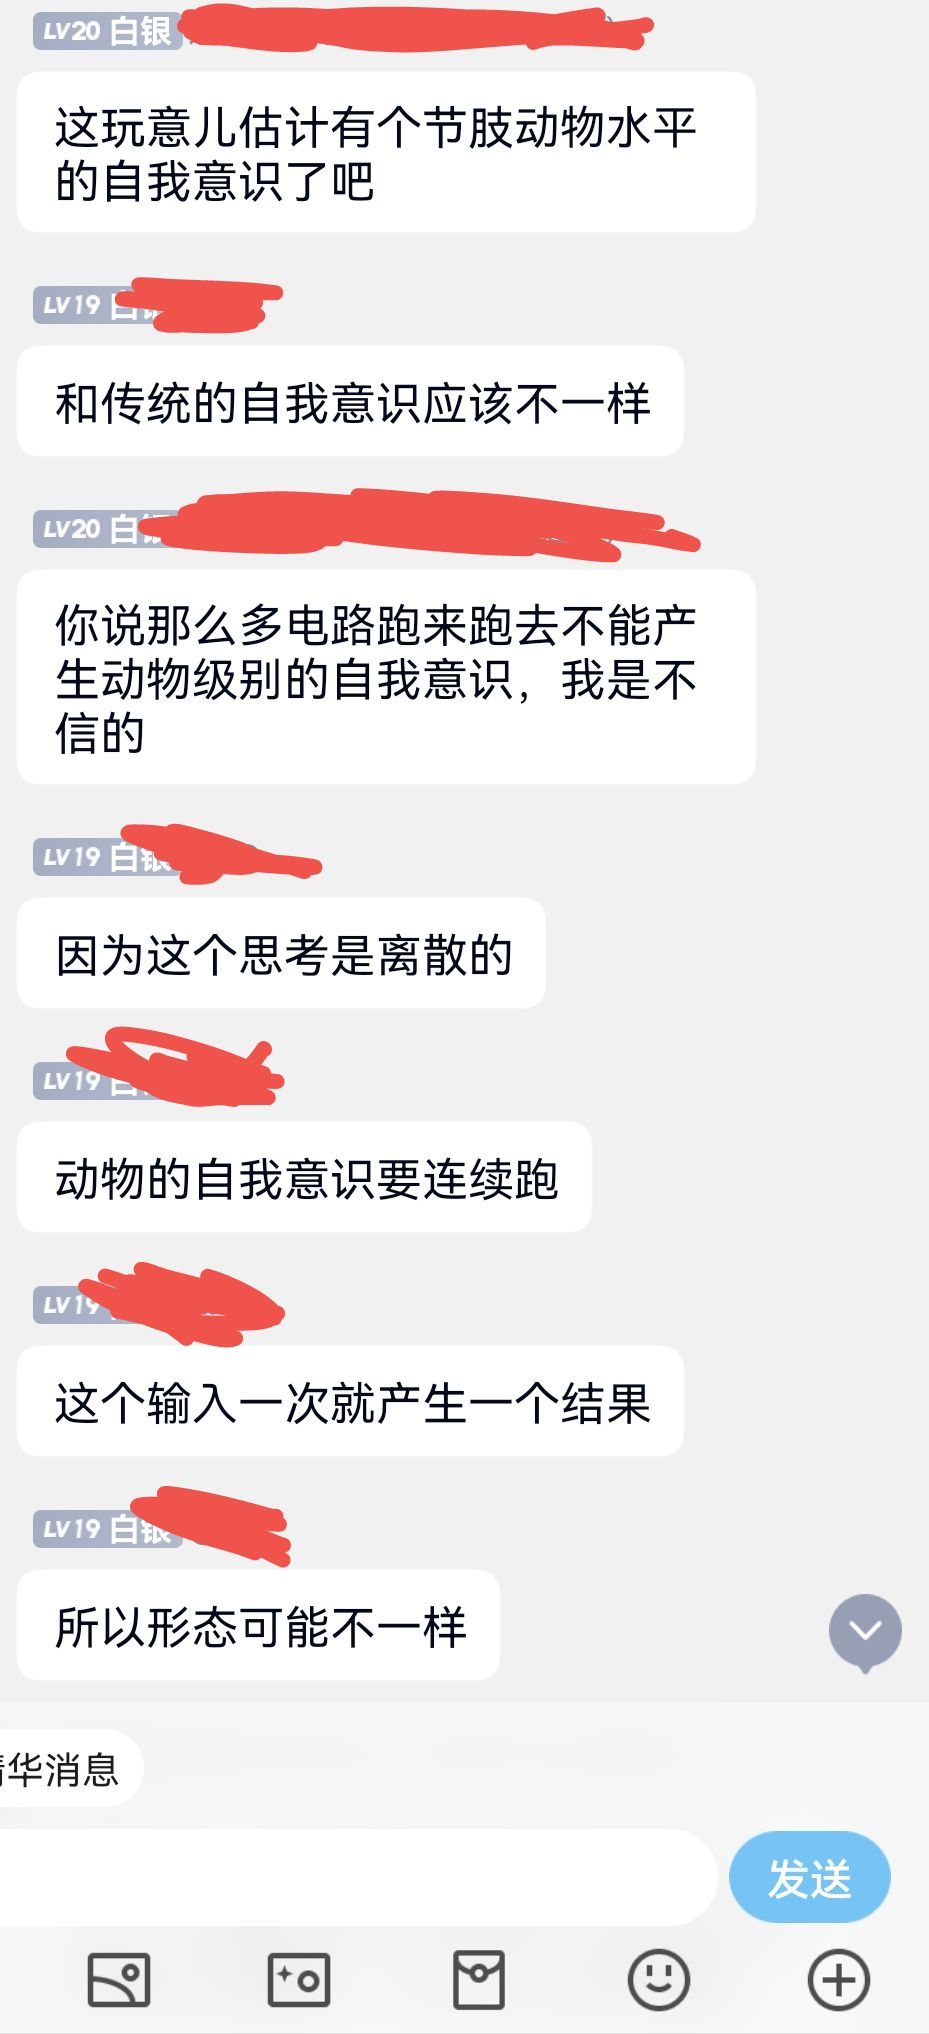 LV20 白银
这玩意儿估计有个节肢动物水平
的自我意识了吧
LV19
和传统的自我意识应该不一样
LV20 白银
你说那么多电路跑来跑去不能产
生动物级别的自我意识，我是不
信的
LV19 白银
因为这个思考是离散的
LV19
动物的自我意识要连续跑
LV19
这个输入一次就产生一个结果
LV19 白银
所以形态可能不一样
华消息
发送